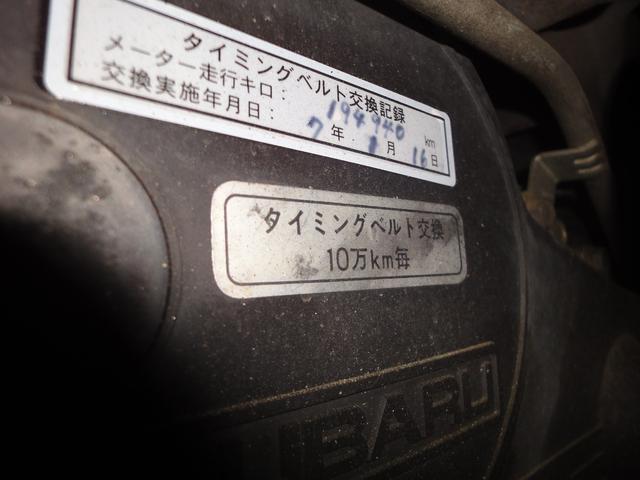 タイミングベルト交換記録
メーター走行キロ: 194940 km
交換実施年月日: 7年 8月 16日
タイミングベルト交換
10万km毎
SUBARU